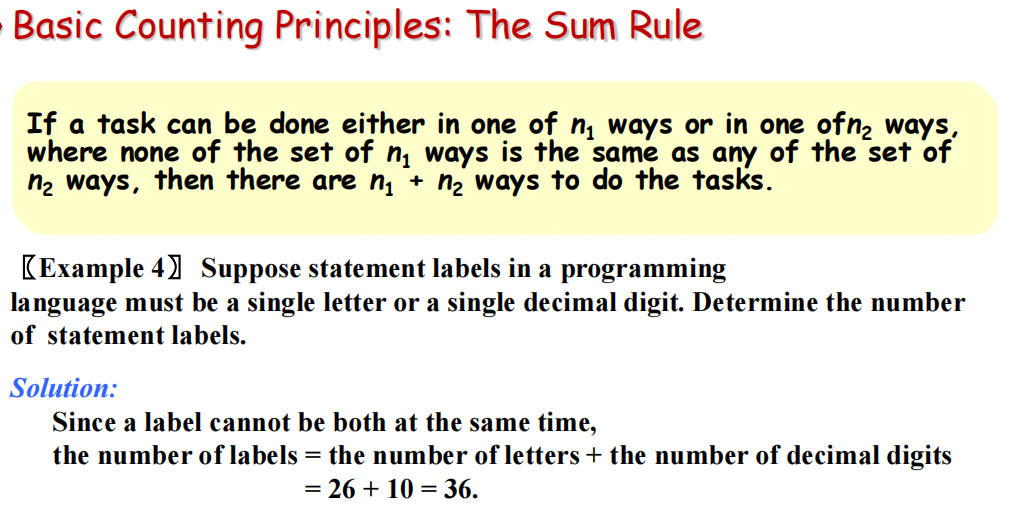 Basic Counting Principles: The Sum Rule
If a task can be done either in one of n₁ ways or in one ofn₂ ways,
where none of the set of n₁ ways is the same as any of the set of
n₂ ways, then there are n₁ + n₂ ways to do the tasks.
〖Example 4〗 Suppose statement labels in a programming
language must be a single letter or a single decimal digit. Determine the number
of statement labels.
Solution:
Since a label cannot be both at the same time,
the number of labels = the number of letters + the number of decimal digits
= 26 + 10 = 36.